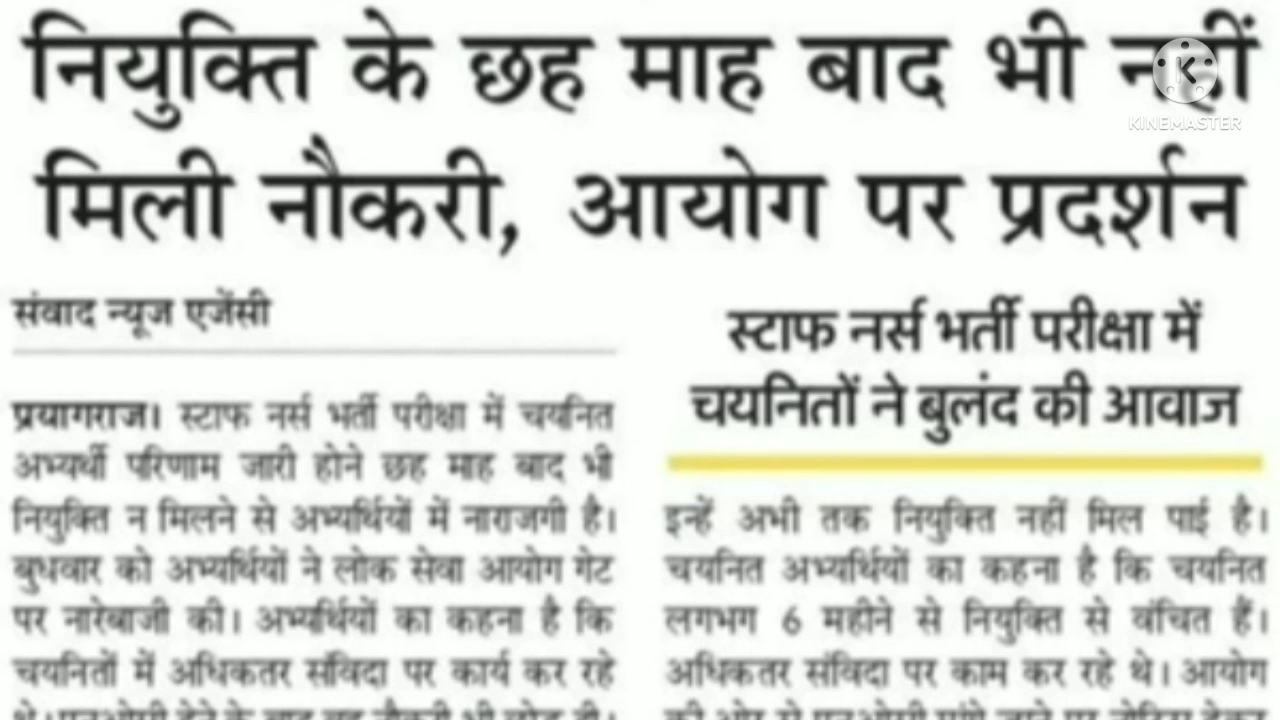 नियुक्ति के छह माह बाद भी नहीं
मिली नौकरी, आयोग पर प्रदर्शन
KINEMASTER
संवाद न्यूज एजेंसी
प्रयागराज। स्टाफ नर्स भर्ती परीक्षा में चयनित
अभ्यर्थी परिणाम जारी होने छह माह बाद भी
नियुक्ति न मिलने से अभ्यर्थियों में नाराजगी है।
बुधवार को अभ्यर्थियों ने लोक सेवा आयोग गेट
पर नारेबाजी की। अभ्यर्थियों का कहना है कि
चयनितों में अधिकतर संविदा पर कार्य कर रहे
स्टाफ नर्स भर्ती परीक्षा में
चयनितों ने बुलंद की आवाज
इन्हें अभी तक नियुक्ति नहीं मिल पाई है।
चयनित अभ्यर्थियों का कहना है कि चयनित
लगभग 6 महीने से नियुक्ति से वंचित हैं।
अधिकतर संविदा पर काम कर रहे थे। आयोग